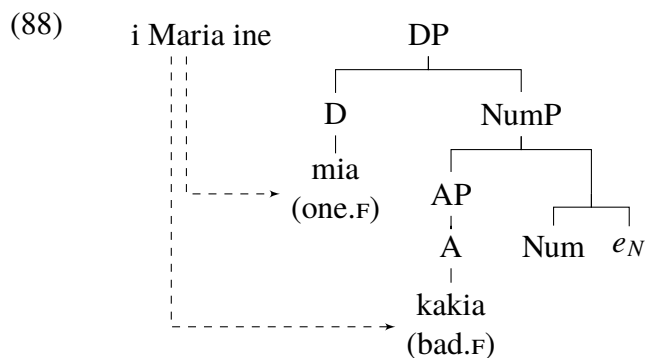 (88) i Maria ine DP
D NumP
mia
(one.F) AP
A Num e_N
kakia
(bad.F)